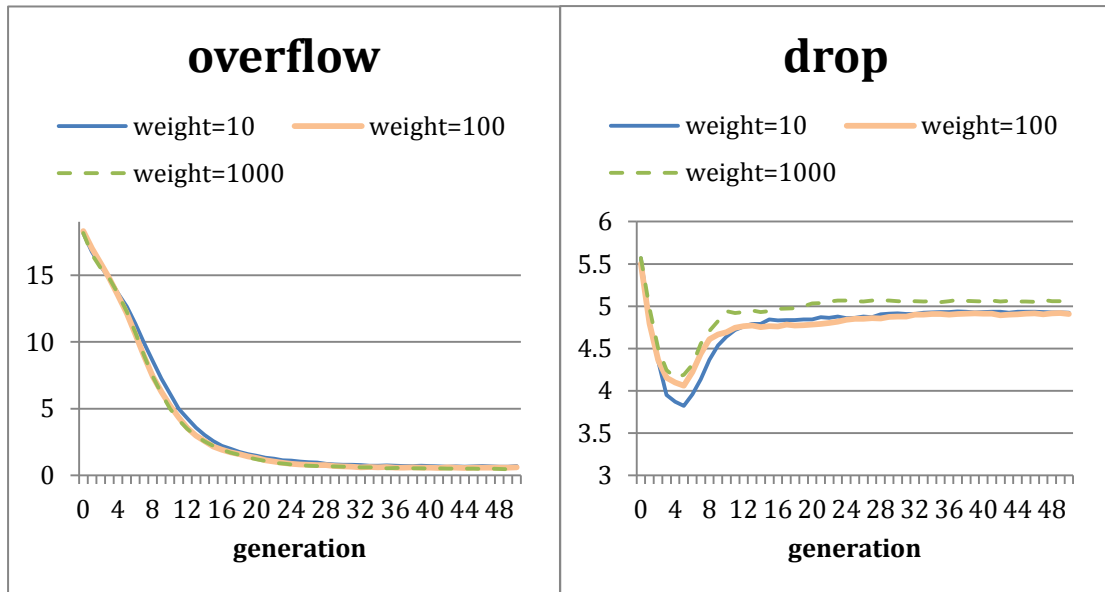 overflow
weight=10 weight=100
weight=1000
15
10
5
0
0 4 8 12 16 20 24 28 32 36 40 44 48
generation
drop
weight=10 weight=100
weight=1000
6
5.5
5
4.5
4
3.5
3
0 4 8 12 16 20 24 28 32 36 40 44 48
generation